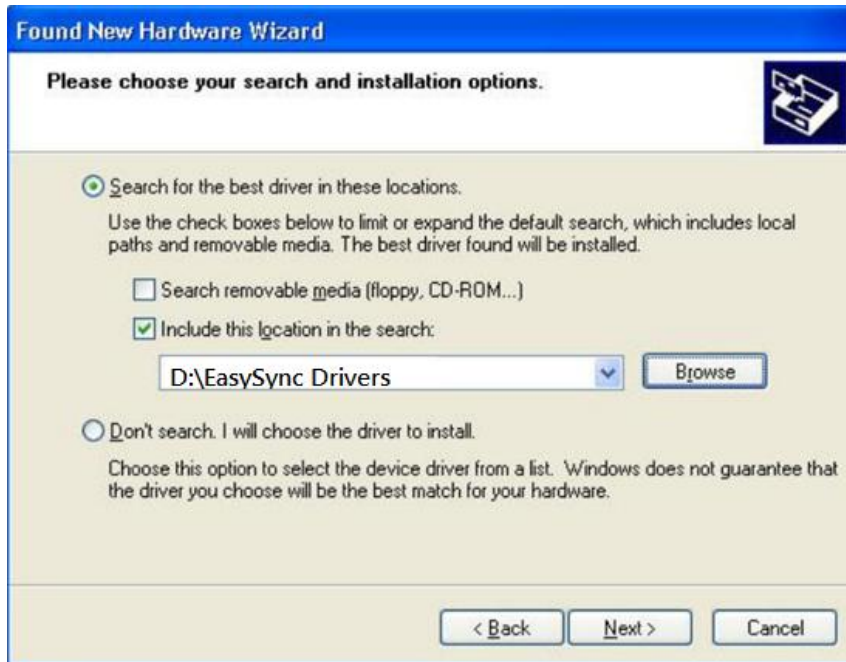 Found New Hardware Wizard
Please choose your search and installation options.
Search for the best driver in these locations.
Use the check boxes below to limit or expand the default search, which includes local
paths and removable media. The best driver found will be installed.
Search removable media (floppy, CD-ROM...)
Include this location in the search:
D:\EasySync Drivers
Browse
Don't search. I will choose the driver to install.
Choose this option to select the device driver from a list. Windows does not guarantee that
the driver you choose will be the best match for your hardware.
< Back
Next >
Cancel